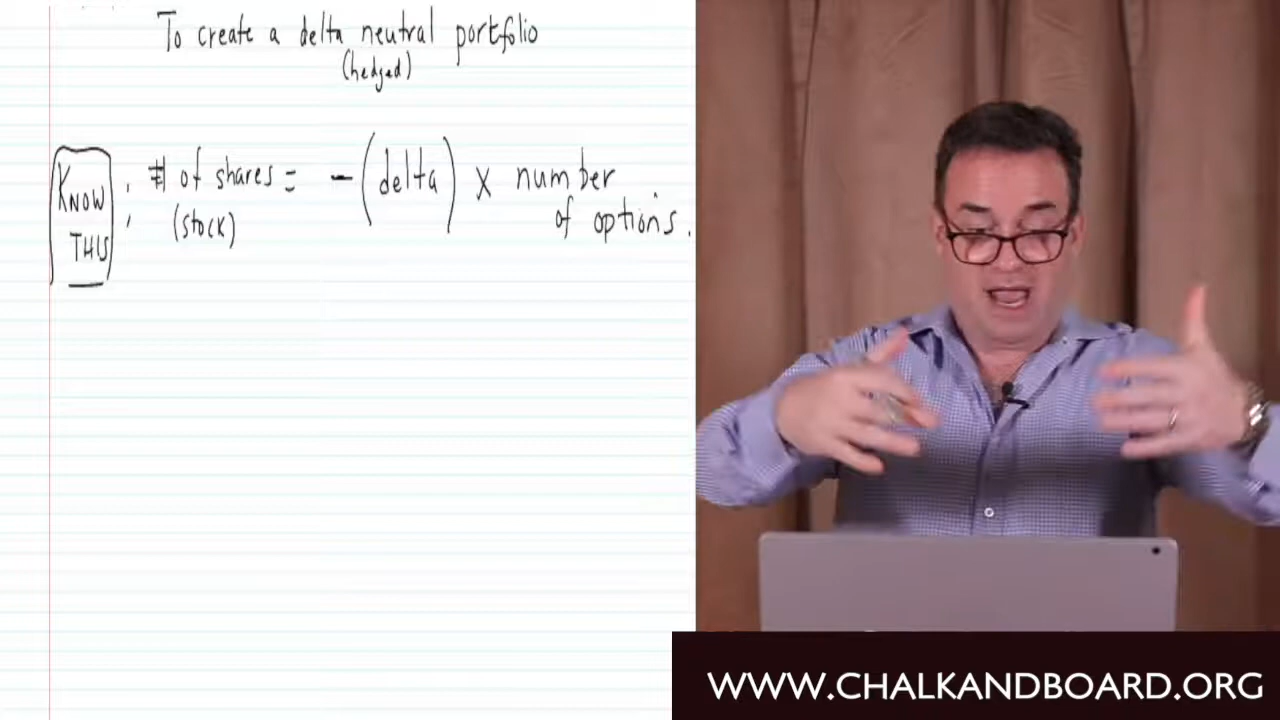 To create a delta neutral portfolio
(hedged)
KNOW THIS : # of shares = - (delta) x number
(stock) of options.
WWW.CHALKANDBOARD.ORG